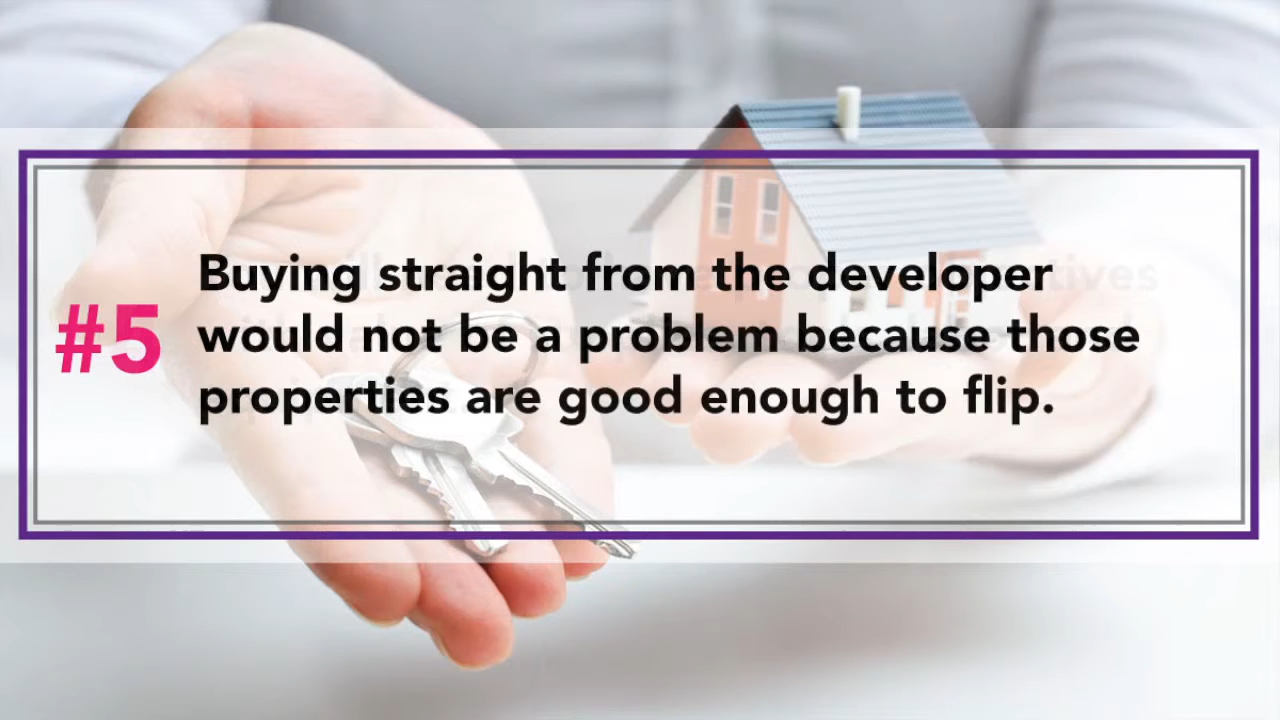 #5
Buying straight from the developer
would not be a problem because those
properties are good enough to flip.